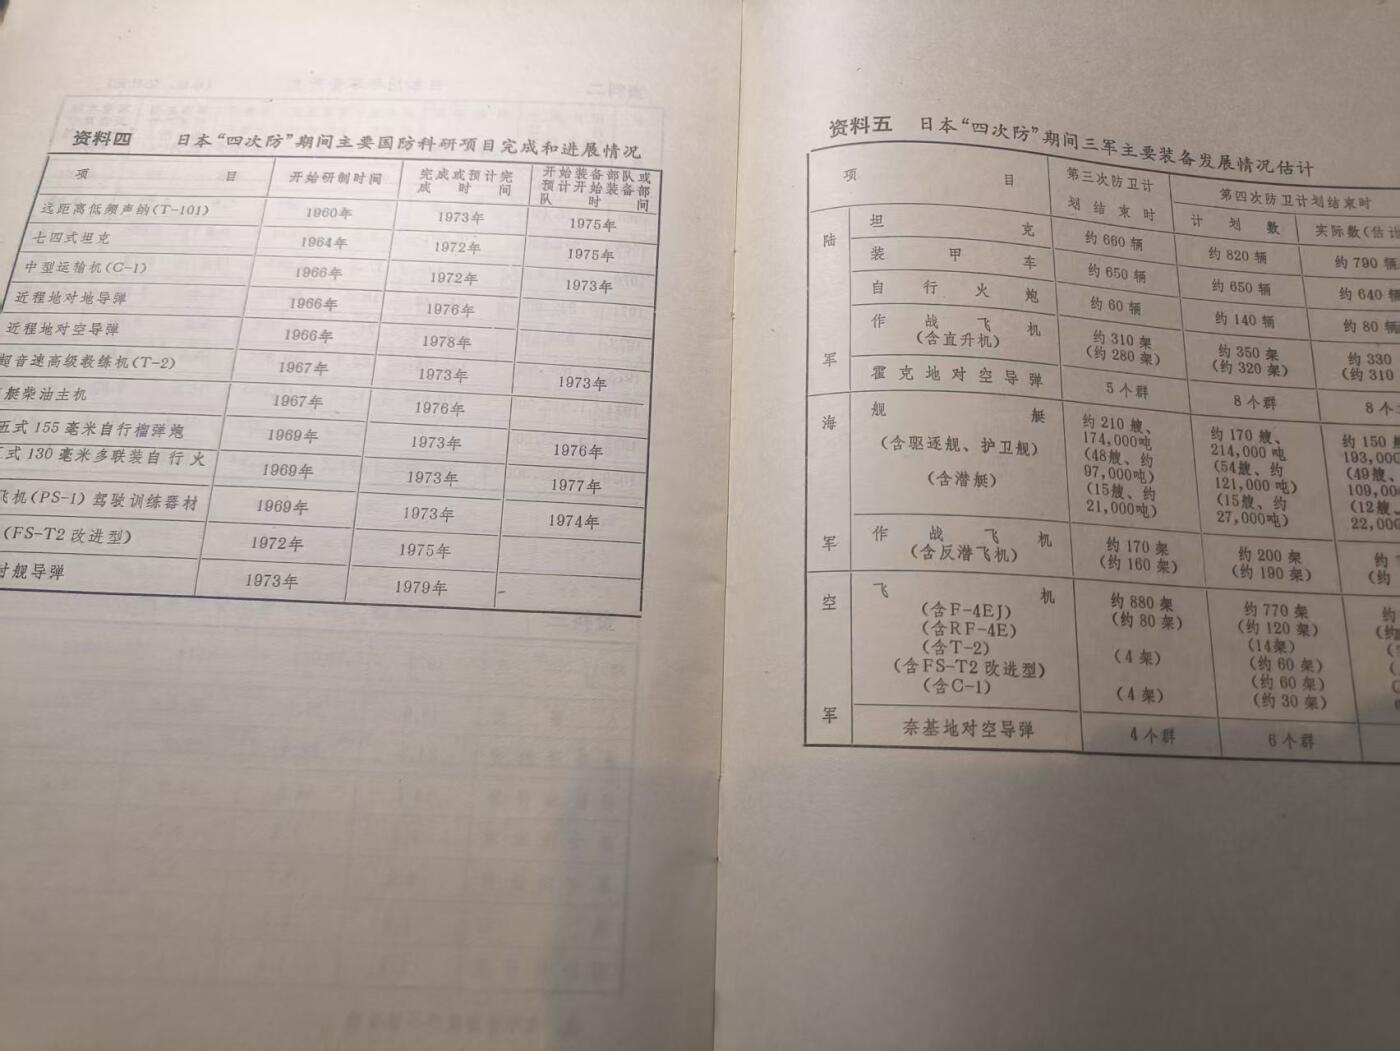 资料四 日本“四次防”期间主要国防科研项目完成和进展情况
项 目 开始研制时间 完成或预计完成时间 开始装备部队或预计开始装备部队时间
远距离低频声纳(T-101) 1960年 1973年 1975年
七四式坦克 1964年 1972年 1975年
中型运输机(C-1) 1966年 1972年 1973年
近程地对地导弹 1966年 1976年
近程地对空导弹 1966年 1978年
超音速高级教练机(T-2) 1967年 1973年 1973年
艇柴油主机 1967年 1976年
五式155毫米自行榴弹炮 1969年 1973年 1976年
式130毫米多联装自行火 1969年 1973年 1977年
飞机(PS-1)驾驶训练器材 1969年 1973年 1974年
(FS-T2改进型) 1972年 1975年
对舰导弹 1973年 1979年
资料五 日本“四次防”期间三军主要装备发展情况估计
项 目 第三次防卫计划结束时 第四次防卫计划结束时
计划数 实际数(估计
陆军
坦克 约660辆 约820辆 约790辆
装甲车 约650辆 约650辆 约640辆
自行火炮 约60辆 约140辆 约80辆
作战飞机 约310架 约350架 约330
(含直升机) (约280架) (约320架) (约310
霍克地对空导弹 5个群 8个群 8个
海军
舰艇 约210艘、174,000吨 约170艘、214,000吨 约150艘 193,000
(含驱逐舰、护卫舰) (48艘、约97,000吨) (54艘、约121,000吨) (49艘、 109,000
(含潜艇) (15艘、约21,000吨) (15艘、约27,000吨) (12艘、 22,000
作战飞机 约170架 约200架 约
(含反潜飞机) (约160架) (约190架) (约
空军
飞机 约880架 约770架 约
(含F-4EJ) (约80架) (约120架)
(含RF-4E) (14架)
(含T-2) (4架) (约60架)
(含FS-T2改进型) (约60架)
(含C-1) (4架) (约30架)
奈基地对空导弹 4个群 6个群